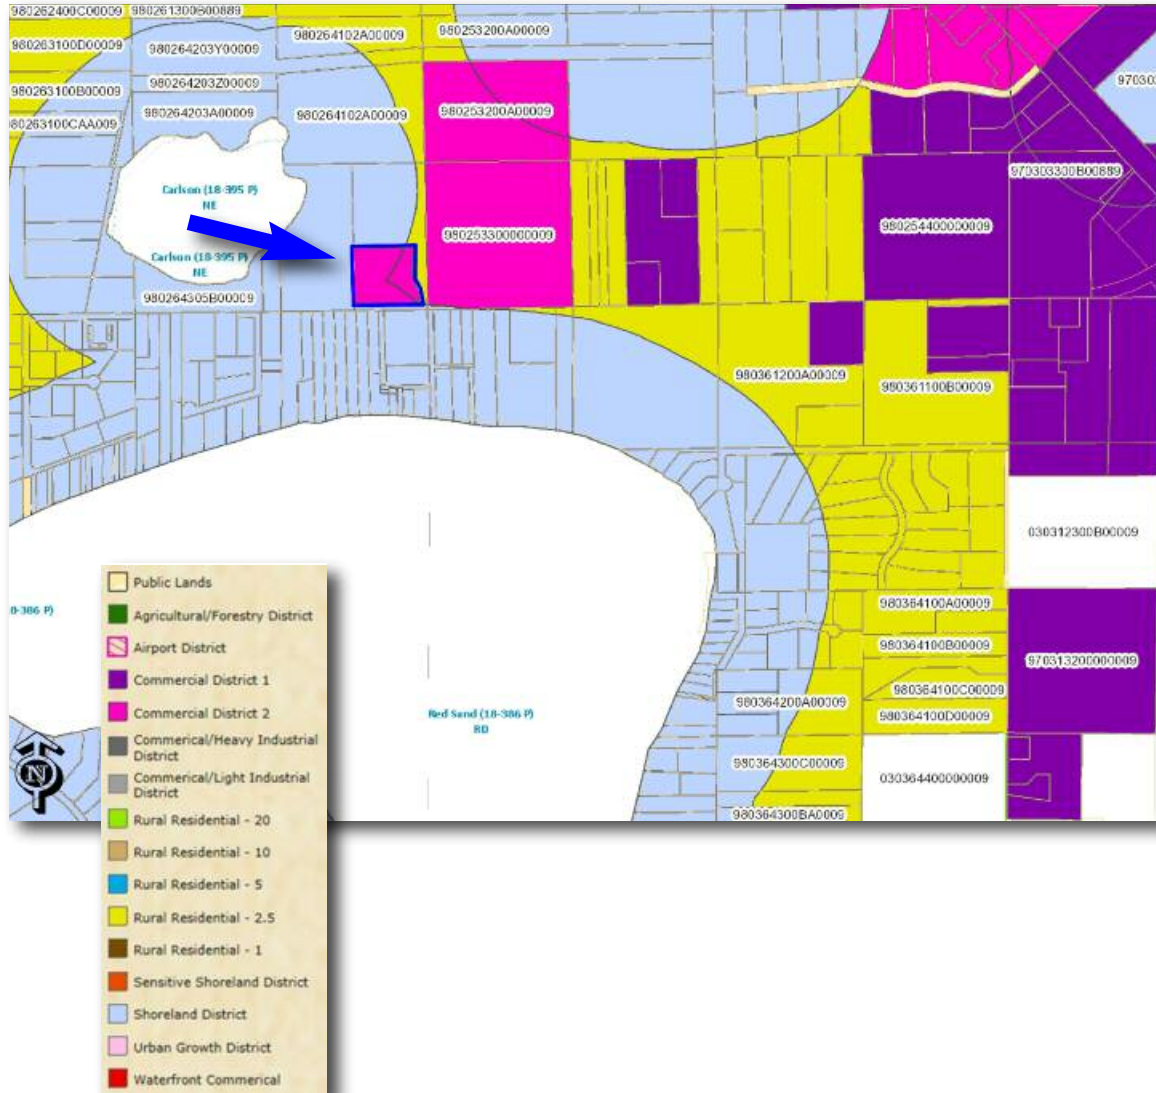 980262400C00009 980261300B00889
980264102A00009
980253200A00009
980263100D00009
980264203Y00009
980263100B00009
980264203Z00009
980264203A00009
980264102A00009
980253200A00009
980263100CAA009
970303300B00889
Carlson (18-395 P)
NE
980253300000009
980254400000009
Carlson (18-395 P)
NE
980264305B00009
980361200A00009
980361100B00009
030312300B00009
980364100A00009
980364100B00009
970313200000009
980364100C00009
980364200A00009
980364100D00009
Red Sand (18-386 P)
RD
980364300C00009
030364400000009
980364300BA0009
N
Public Lands
Agricultural/Forestry District
Airport District
Commercial District 1
Commercial District 2
Commerical/Heavy Industrial
District
Commerical/Light Industrial
District
Rural Residential - 20
Rural Residential - 10
Rural Residential - 5
Rural Residential - 2.5
Rural Residential - 1
Sensitive Shoreland District
Shoreland District
Urban Growth District
Waterfront Commerical